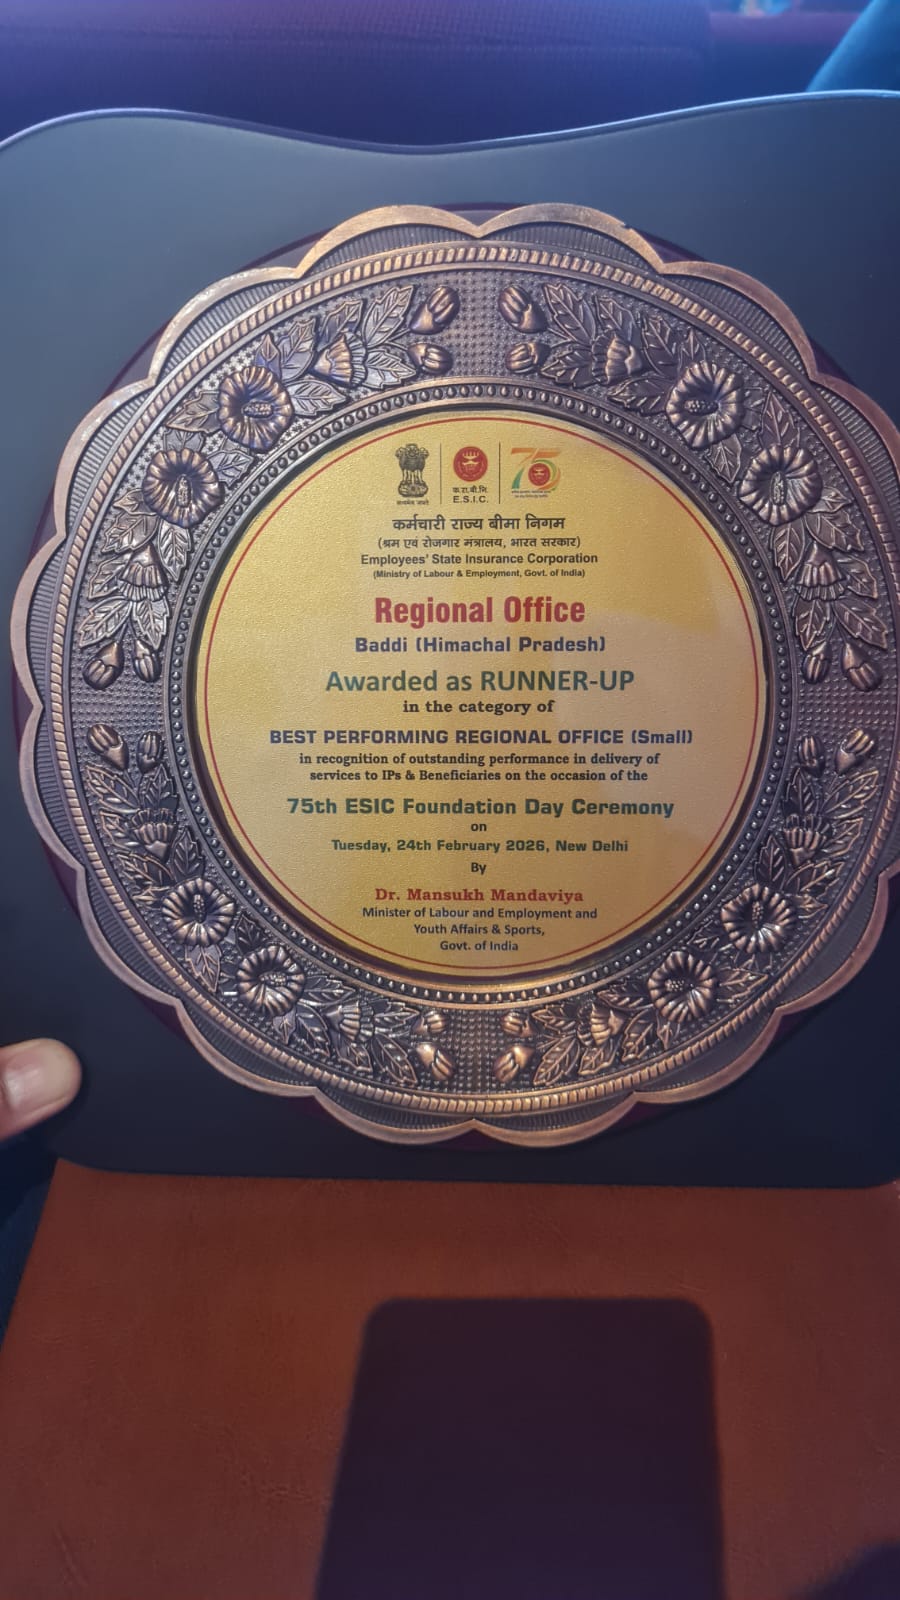 सत्यमेव जयते
75
क.रा.बी.नि.
E.S.I.C.
कर्मचारी राज्य बीमा निगम
(श्रम एवं रोजगार मंत्रालय, भारत सरकार)
Employees' State Insurance Corporation
(Ministry of Labour & Employment, Govt. of India)
Regional Office
Baddi (Himachal Pradesh)
Awarded as RUNNER-UP
in the category of
BEST PERFORMING REGIONAL OFFICE (Small)
in recognition of outstanding performance in delivery of
services to IPs & Beneficiaries on the occasion of the
75th ESIC Foundation Day Ceremony
on
Tuesday, 24th February 2026, New Delhi
By
Dr. Mansukh Mandaviya
Minister of Labour and Employment and
Youth Affairs & Sports,
Govt. of India